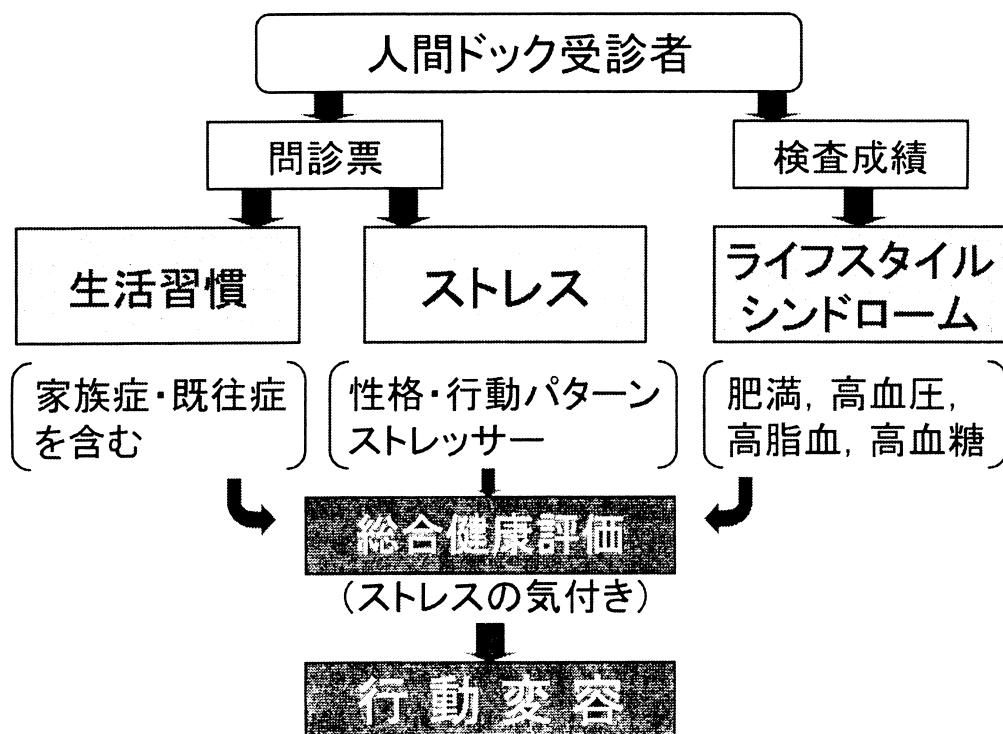 人間ドック受診者
問診票
検査成績
生活習慣
ストレス
ライフスタイル
シンドローム
家族症・既往症
を含む
性格・行動パターン
ストレッサー
肥満, 高血圧,
高脂血, 高血糖
総合健康評価
(ストレスの気付き)
行動変容